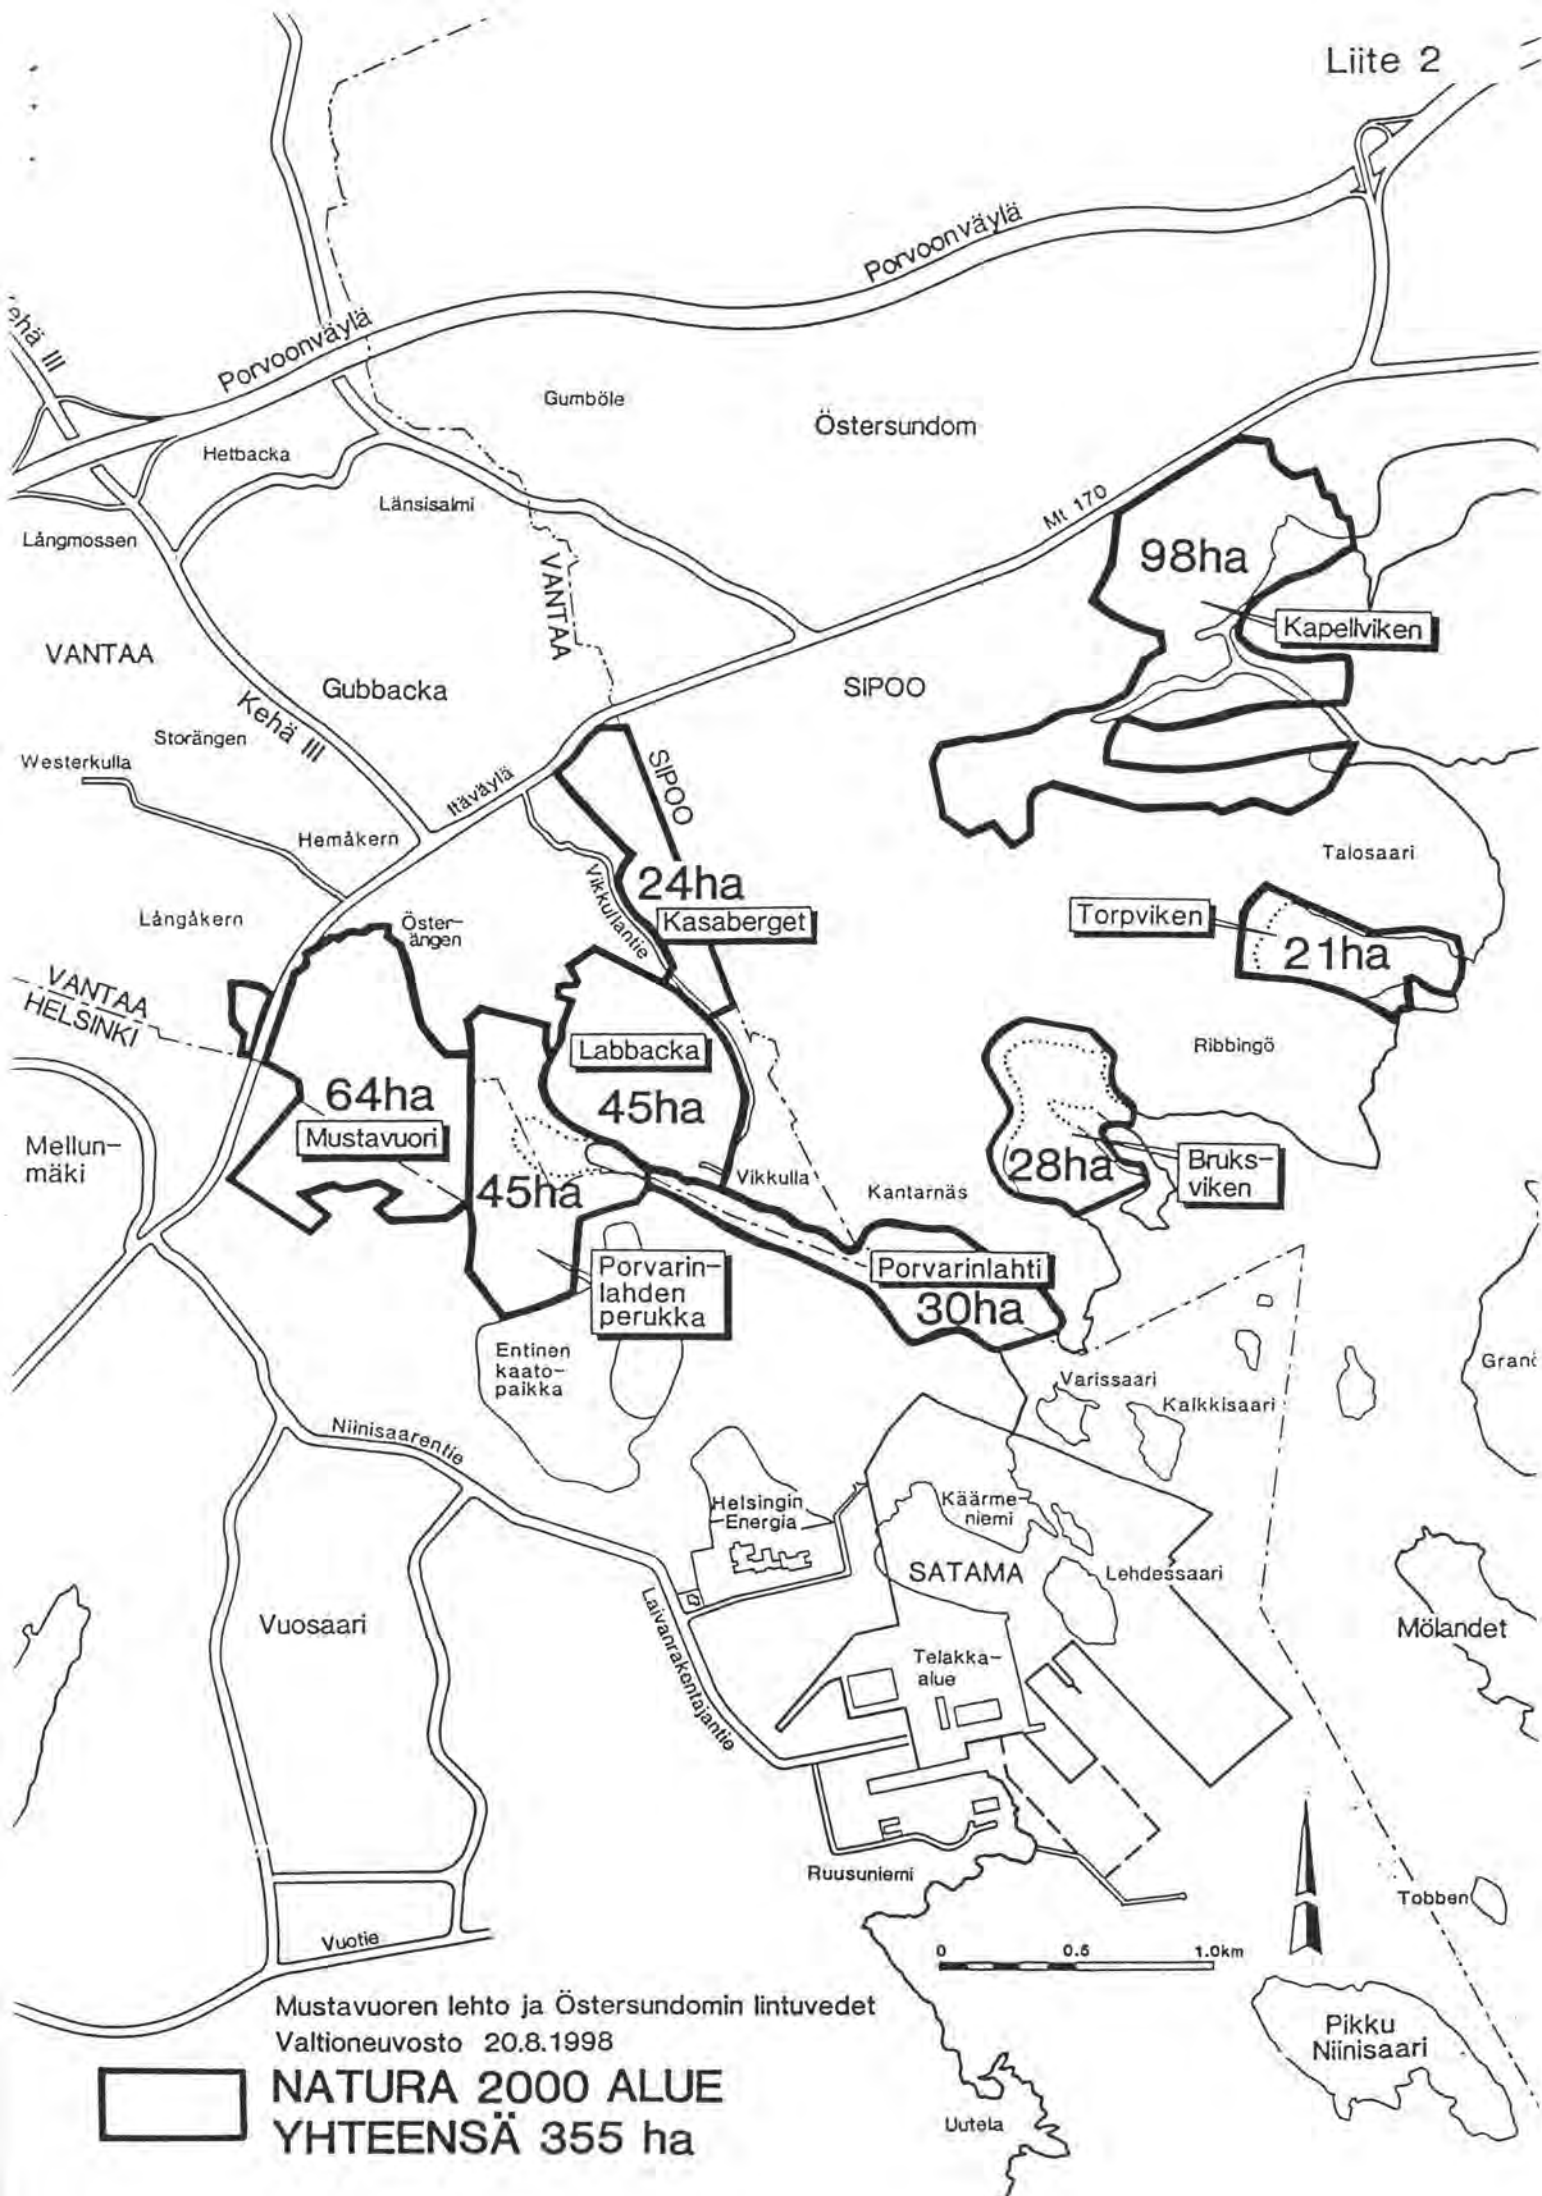 Liite 2
Porvoonväylä
ehä III
Porvoonväylä
Gumböle
Östersundom
Hetbacka
Länsisalmi
Mt 170
Långmossen
98ha
VANTAA
Kapellviken
VANTAA
Gubbacka
SIPOO
Kehä III
Storängen
Westerkulla
SIPOO
Itäväylä
Hemåkern
Talosaari
24ha
Vikkullantie
Kasaberget
Torpviken
Långåkern
Öster-
ängen
21ha
VANTAA
HELSINKI
Labbacka
Ribbingö
64ha
45ha
Mustavuori
Mellun-
mäki
28ha
Bruks-
viken
Vikkulla
45ha
Kantarnäs
Porvarin-
lahden
perukka
Porvarinlahti
30ha
Entinen
kaato-
paikka
Varissaari
Kalkkisaari
Granö
Niinisaarentie
Helsingin
Energia
Käärme-
niemi
SATAMA
Lehdessaari
Vuosaari
Laivanrakentajantie
Mölandet
Telakka-
alue
Ruusuniemi
Tobben
Vuotie
0 0.5 1.0km
Mustavuoren lehto ja Östersundomin lintuvedet
Valtioneuvosto 20.8.1998
Pikku
Niinisaari
NATURA 2000 ALUE
YHTEENSÄ 355 ha
Uutela